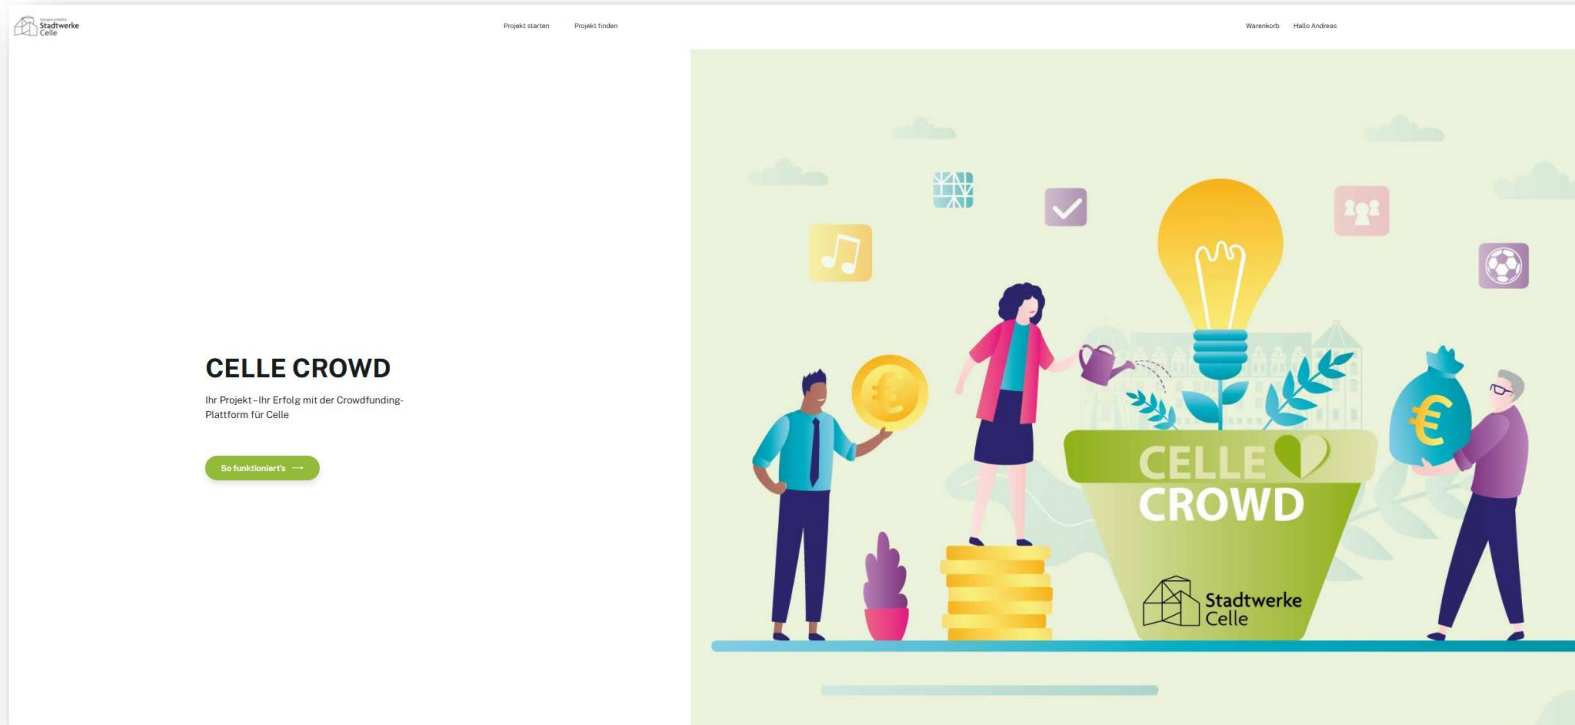 Stadtwerke
Celle
Projekt starten
Projekt finden
Warenkorb
Hallo Andreas
CELLE CROWD
Ihr Projekt – Ihr Erfolg mit der Crowdfunding-
Plattform für Celle
So funktioniert's →
CELLE
CROWD
Stadtwerke
Celle